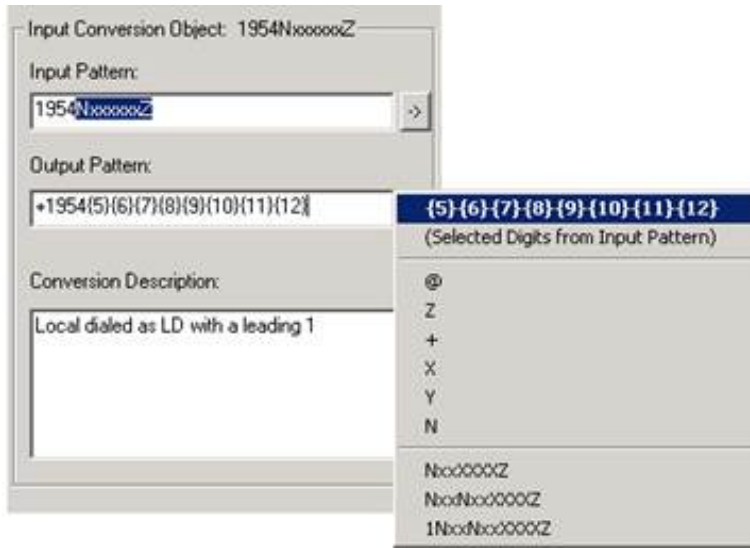 Input Conversion Object: 1954NxxxxxxZ
Input Pattern:
1954NxxxxxxZ
->
Output Pattern:
+1954{5}{6}{7}{8}{9}{10}{11}{12}
{5}{6}{7}{8}{9}{10}{11}{12}
(Selected Digits from Input Pattern)
Conversion Description:
Local dialed as LD with a leading 1
@
Z
+
X
Y
N
NxxXXXXZ
NxxNxxXXXXZ
1NxxNxxXXXXZ